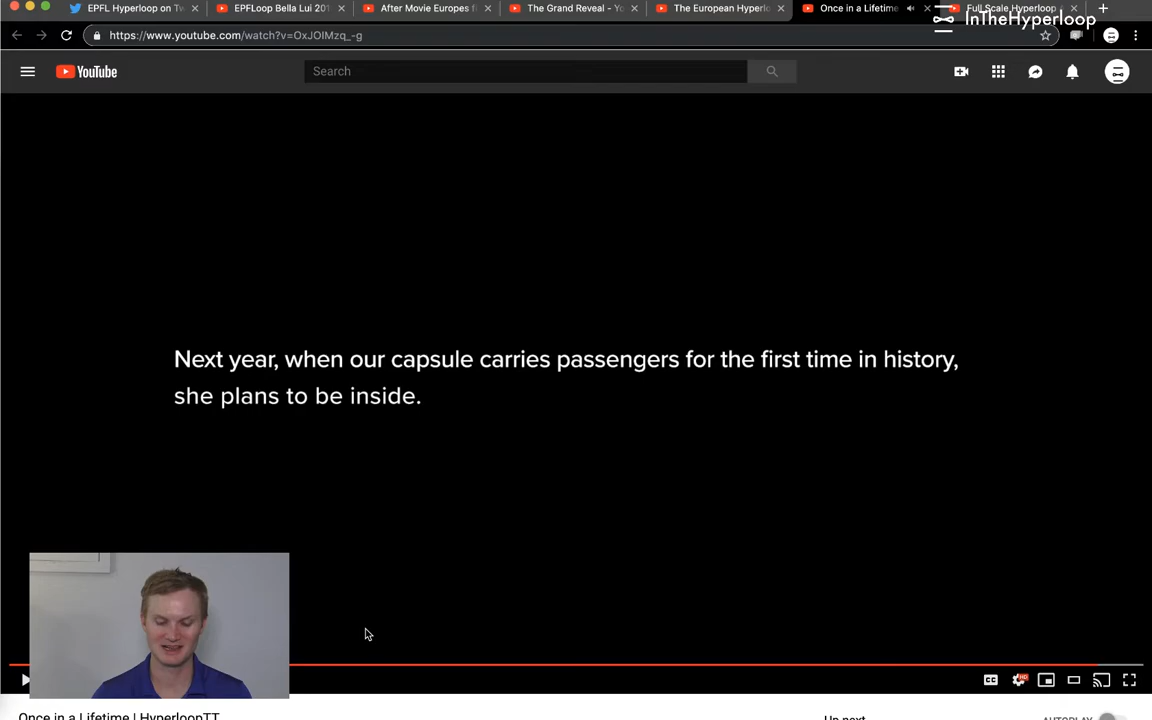 EPFL Hyperloop on Tw
EPFLoop Bella Lui 201
After Movie Europes f
The Grand Reveal - Yo
The European Hyperlo
Once in a Lifetime
Full Scale Hyperloop
InTheHyperloop
https://www.youtube.com/watch?v=OxJOIMzq_-g
YouTube
Search
Next year, when our capsule carries passengers for the first time in history,
she plans to be inside.
CC
HD
Once in a Lifetime | HyperloopTT
Up next
AUTOPLAY